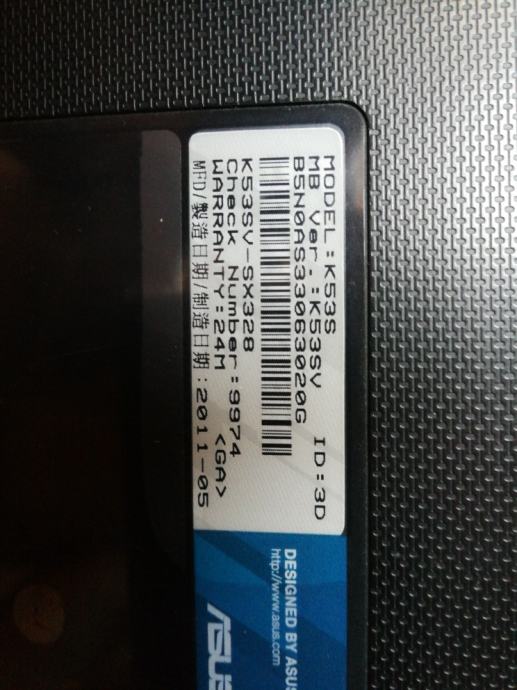 MODEL:K53S ID:3D
MB Ver.:K53SV
B5N0AS33063020G
K53SV-SX328
Check Number:9974
WARRANTY:24M <GA>
MFD/製造日期/制造日期:2011-05
DESIGNED BY ASUS
http://www.asus.com
ASUS